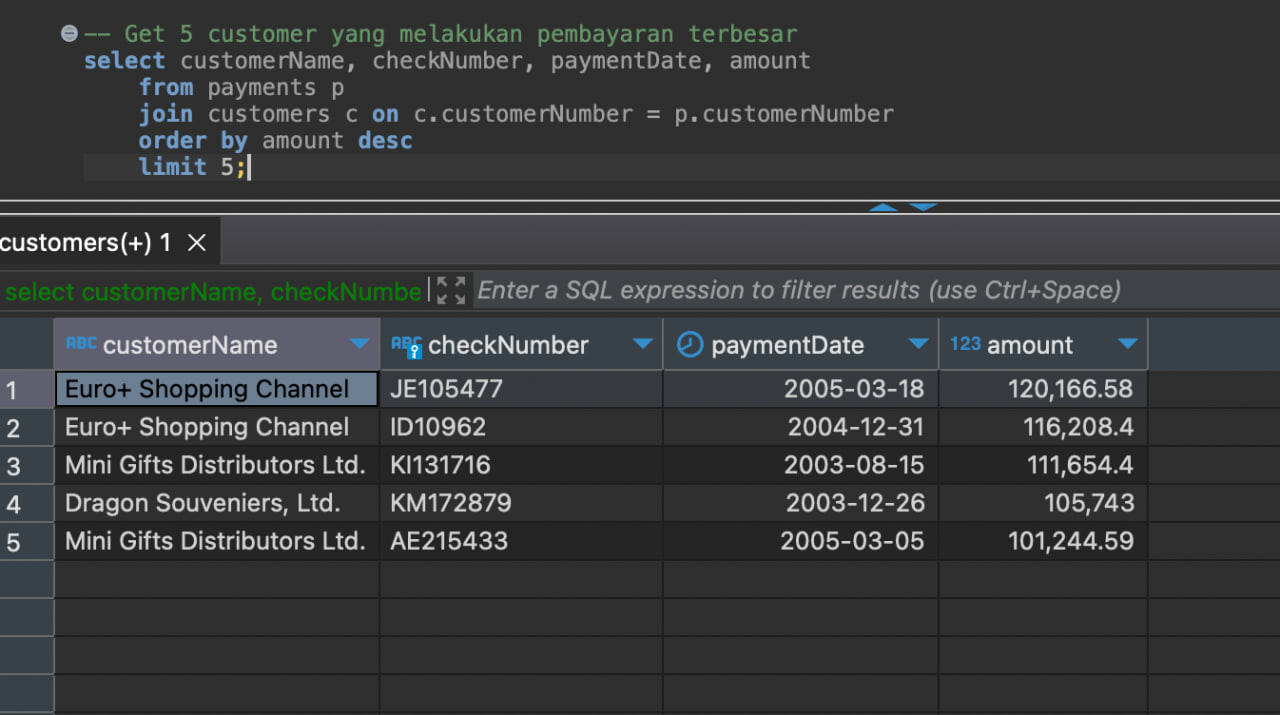 -- Get 5 customer yang melakukan pembayaran terbesar
select customerName, checkNumber, paymentDate, amount
from payments p
join customers c on c.customerNumber = p.customerNumber
order by amount desc
limit 5;
customers(+) 1
select customerName, checkNumbe Enter a SQL expression to filter results (use Ctrl+Space)
ABC customerName ABC checkNumber paymentDate 123 amount
1 Euro+ Shopping Channel JE105477 2005-03-18 120,166.58
2 Euro+ Shopping Channel ID10962 2004-12-31 116,208.4
3 Mini Gifts Distributors Ltd. KI131716 2003-08-15 111,654.4
4 Dragon Souveniers, Ltd. KM172879 2003-12-26 105,743
5 Mini Gifts Distributors Ltd. AE215433 2005-03-05 101,244.59